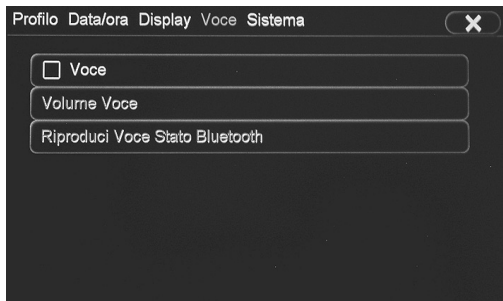 Profilo Data/ora Display Voce Sistema
Voce
Volume Voce
Riproduci Voce Stato Bluetooth